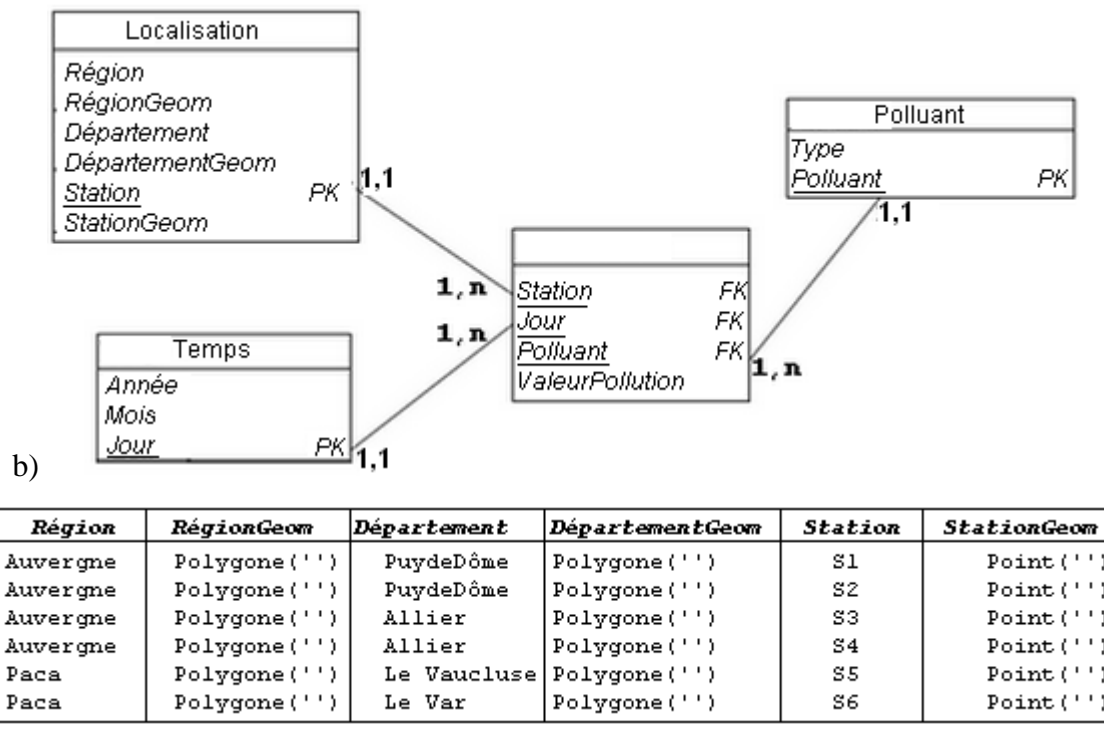 Localisation
Région
RégionGeom
Département
DépartementGeom
Station PK
StationGeom
1,1
Polluant
Type
Polluant PK
1,1
1,n
1,n
Station FK
Jour FK
Polluant FK
ValeurPollution
1,n
Temps
Année
Mois
Jour PK
1,1
b)
Région RégionGeom Département DépartementGeom Station StationGeom
Auvergne Polygone('') PuydeDôme Polygone('') S1 Point('')
Auvergne Polygone('') PuydeDôme Polygone('') S2 Point('')
Auvergne Polygone('') Allier Polygone('') S3 Point('')
Auvergne Polygone('') Allier Polygone('') S4 Point('')
Paca Polygone('') Le Vaucluse Polygone('') S5 Point('')
Paca Polygone('') Le Var Polygone('') S6 Point('')